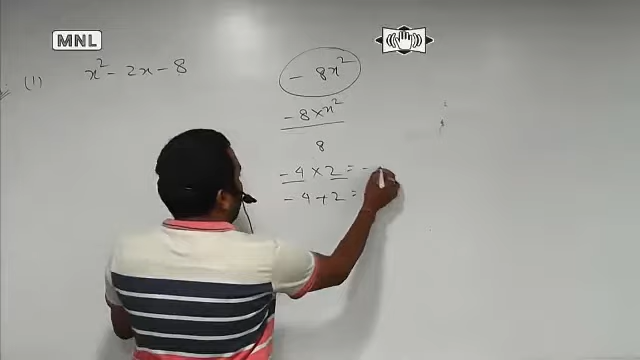 MNL
(1) x² - 2x - 8
- 8x²
- 8 × x²
8
- 4 × 2 = -
- 4 + 2 =